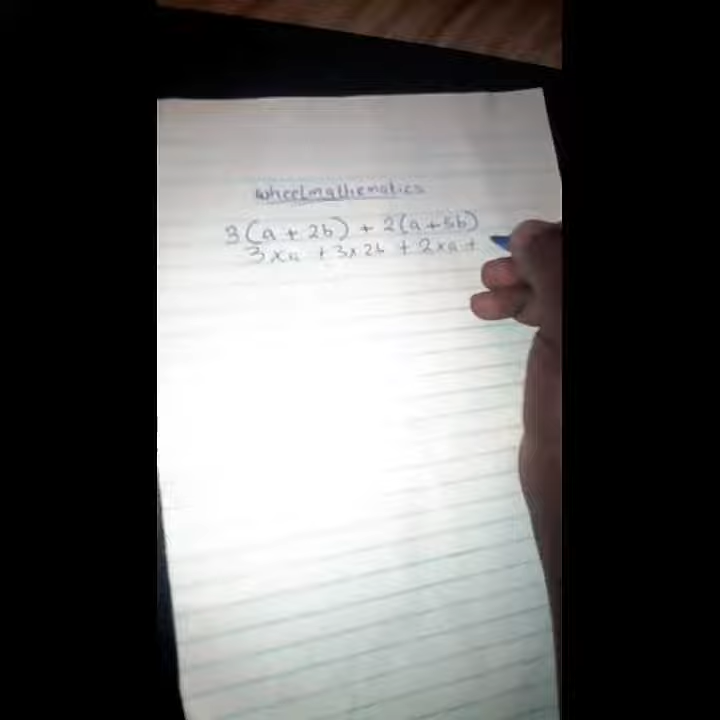 wheelmathematics
3(a + 2b) + 2(a + 5b)
3 x a + 3 x 2b + 2 x a +